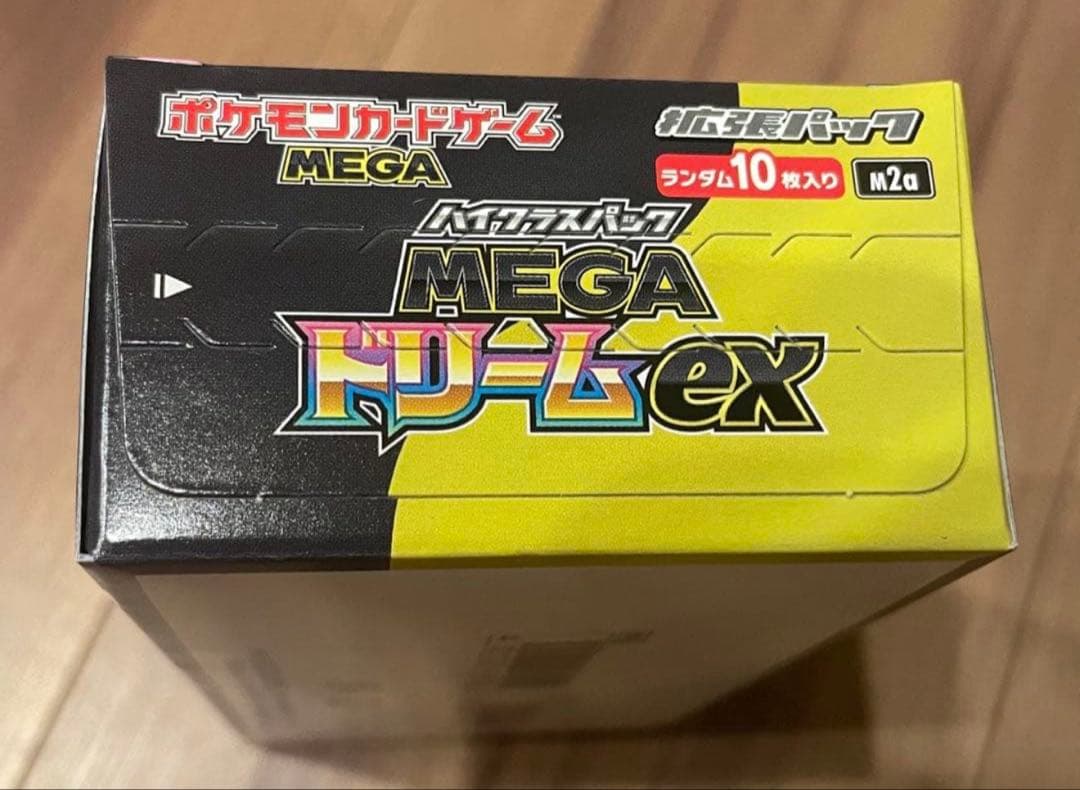 ポケモンカードゲーム
MEGA
拡張パック
ランダム10枚入り M2a
ハイクラスパック
MEGA
ドリームex